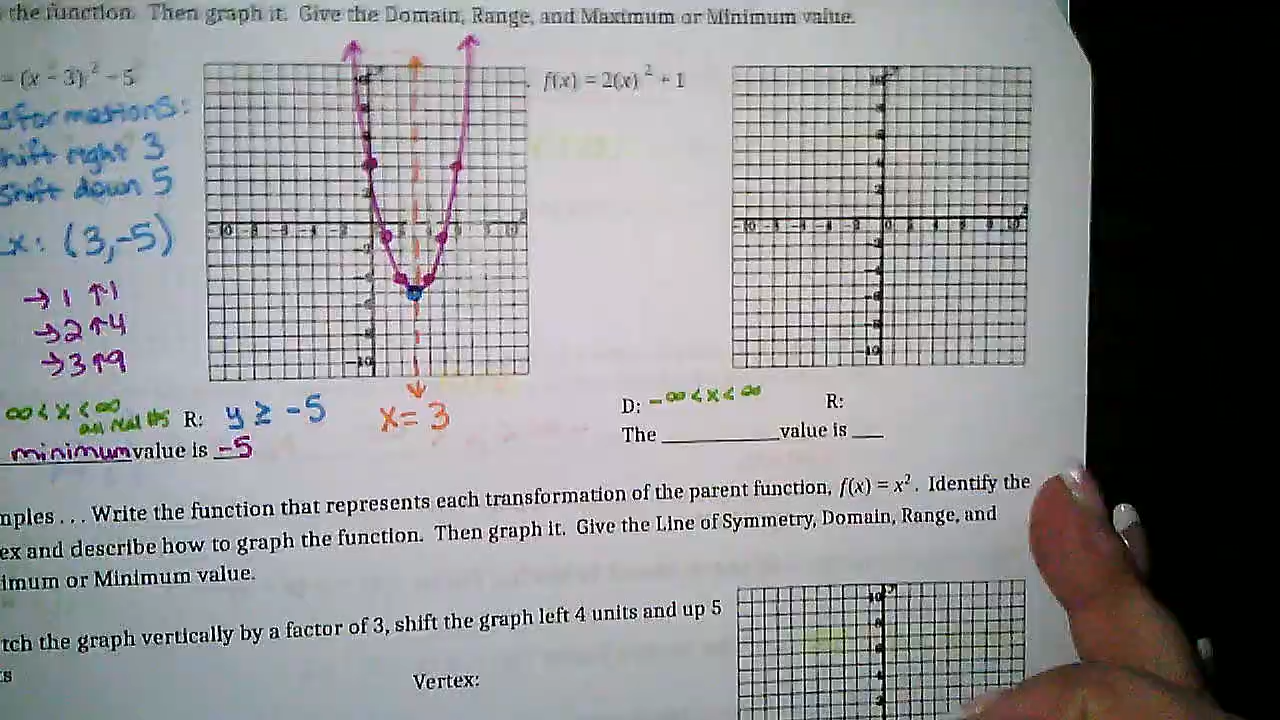 the function. Then graph it. Give the Domain, Range, and Maximum or Minimum value.
= (x - 3)² - 5
sformations:
hift right 3
Shift down 5
x: (3,-5)
→ 1 ↑1
→2↑4
→3↑9
∞ < x < ∞
all real #s
R: y ≥ -5
x = 3
minimum value is -5
f(x) = 2(x)² + 1
D: -∞ < x < ∞ R:
The ___________value is ___
mples . . . Write the function that represents each transformation of the parent function, f(x) = x². Identify the
ex and describe how to graph the function. Then graph it. Give the Line of Symmetry, Domain, Range, and
imum or Minimum value.
tch the graph vertically by a factor of 3, shift the graph left 4 units and up 5
s
Vertex: